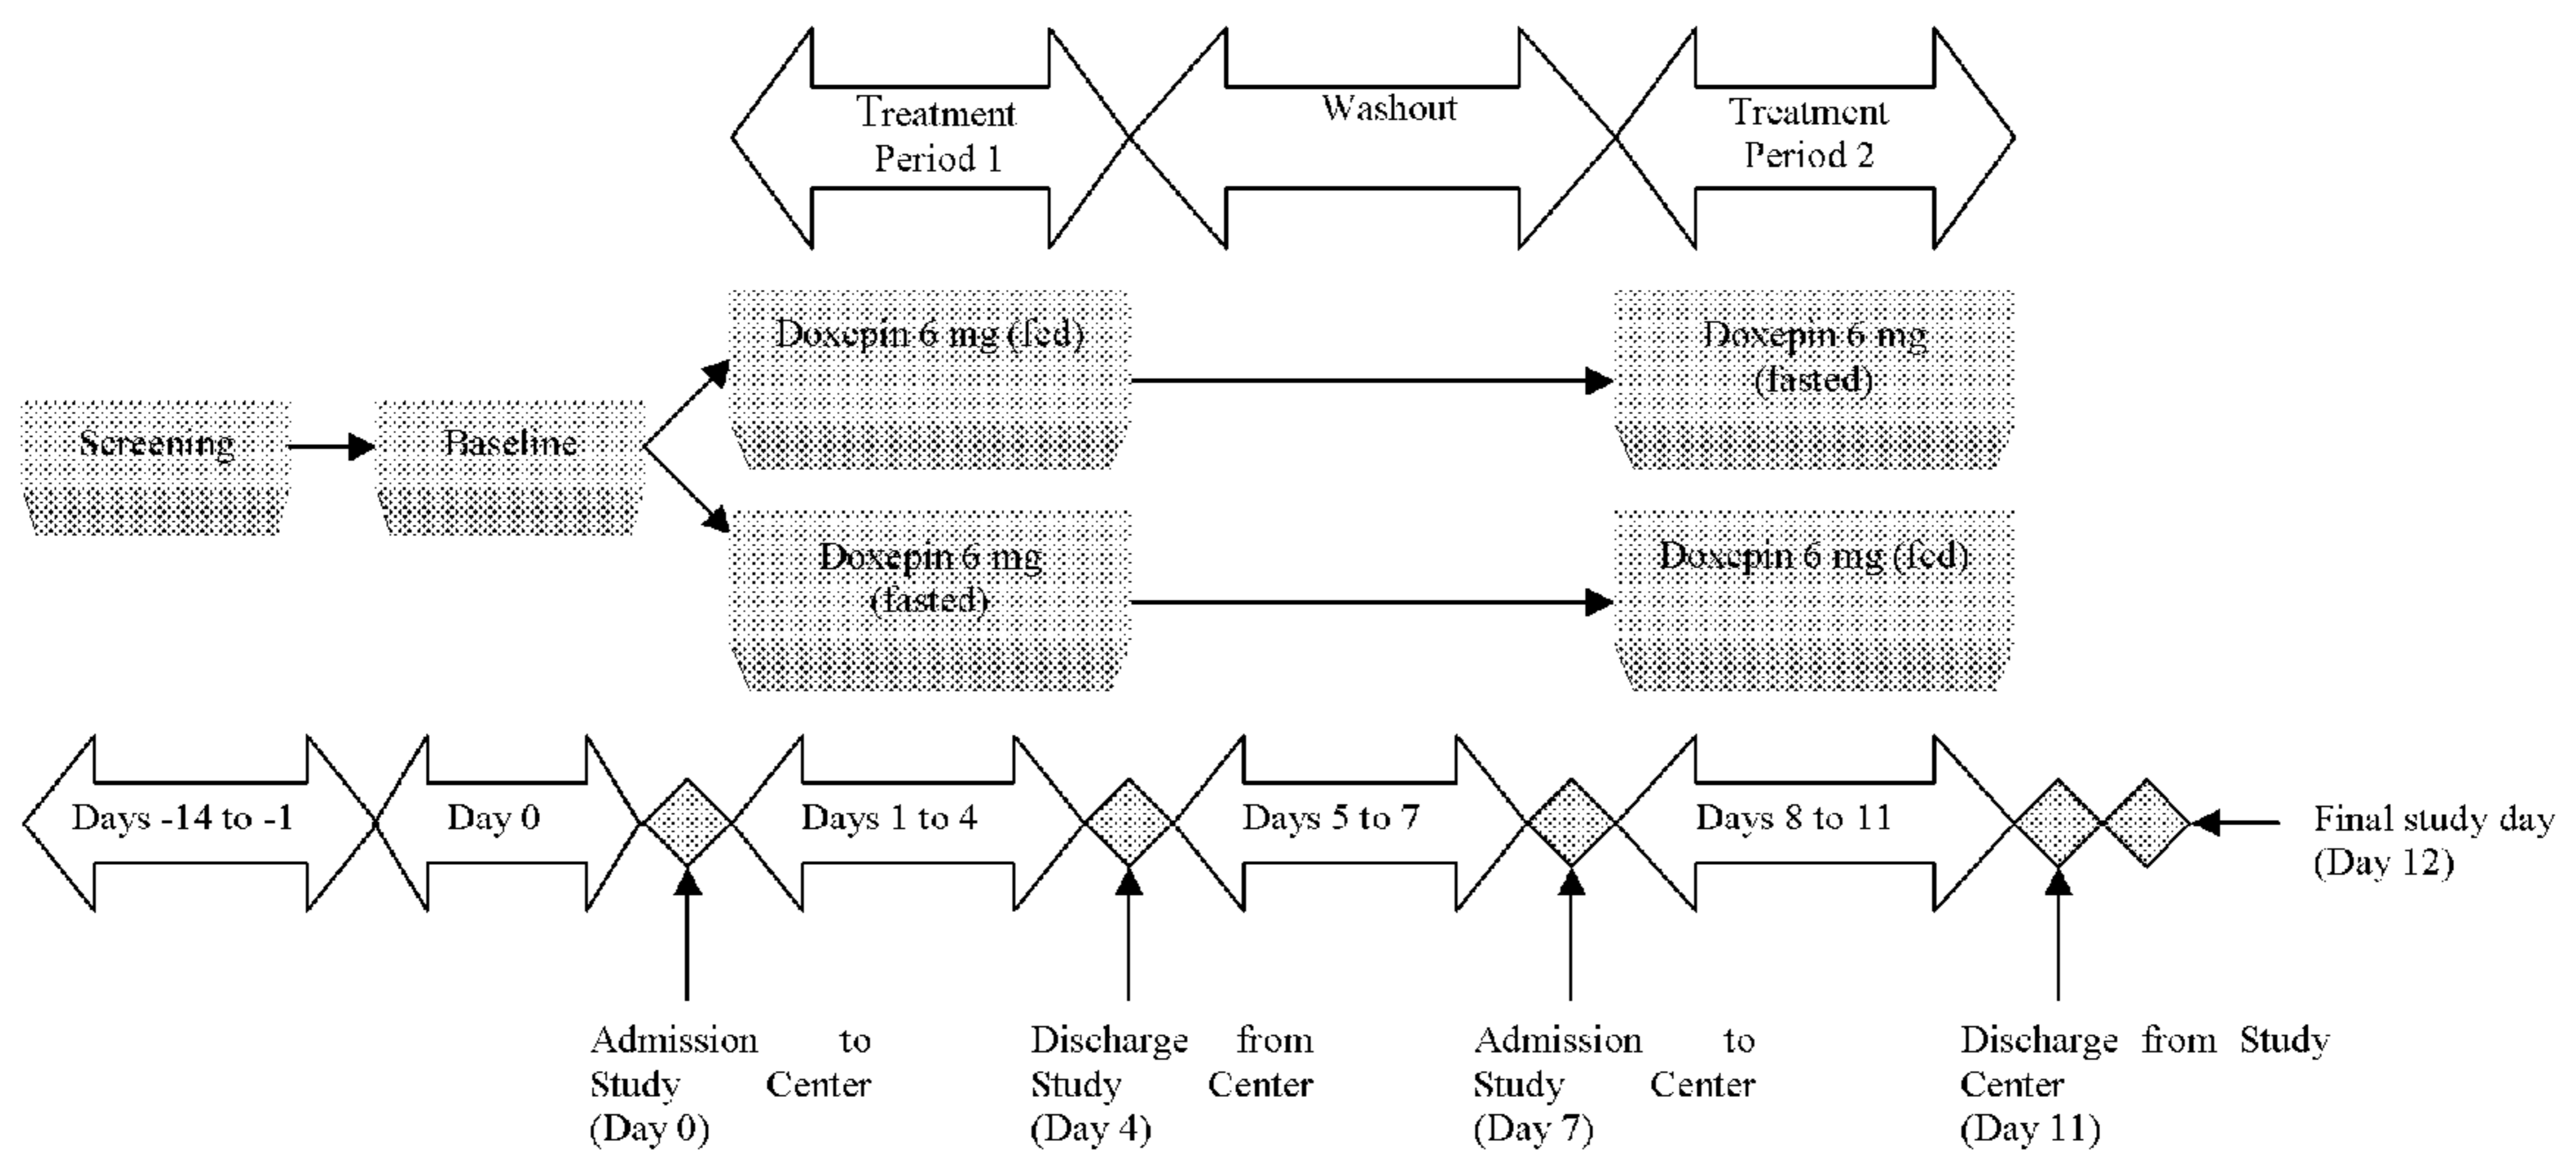 Treatment
Period 1
Washout
Treatment
Period 2
Doxepin 6 mg (fed)
Doxepin 6 mg
(fasted)
Screening
Baseline
Doxepin 6 mg
(fasted)
Doxepin 6 mg (fed)
Days -14 to -1
Day 0
Days 1 to 4
Days 5 to 7
Days 8 to 11
Final study day
(Day 12)
Admission to
Study Center
(Day 0)
Discharge from
Study Center
(Day 4)
Admission to
Study Center
(Day 7)
Discharge from Study
Center
(Day 11)